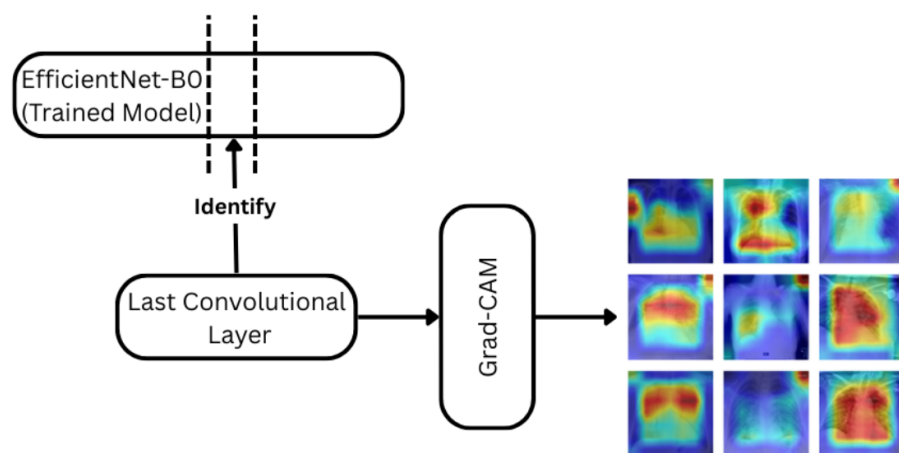 EfficientNet-B0
(Trained Model)
Identify
Last Convolutional
Layer
Grad-CAM